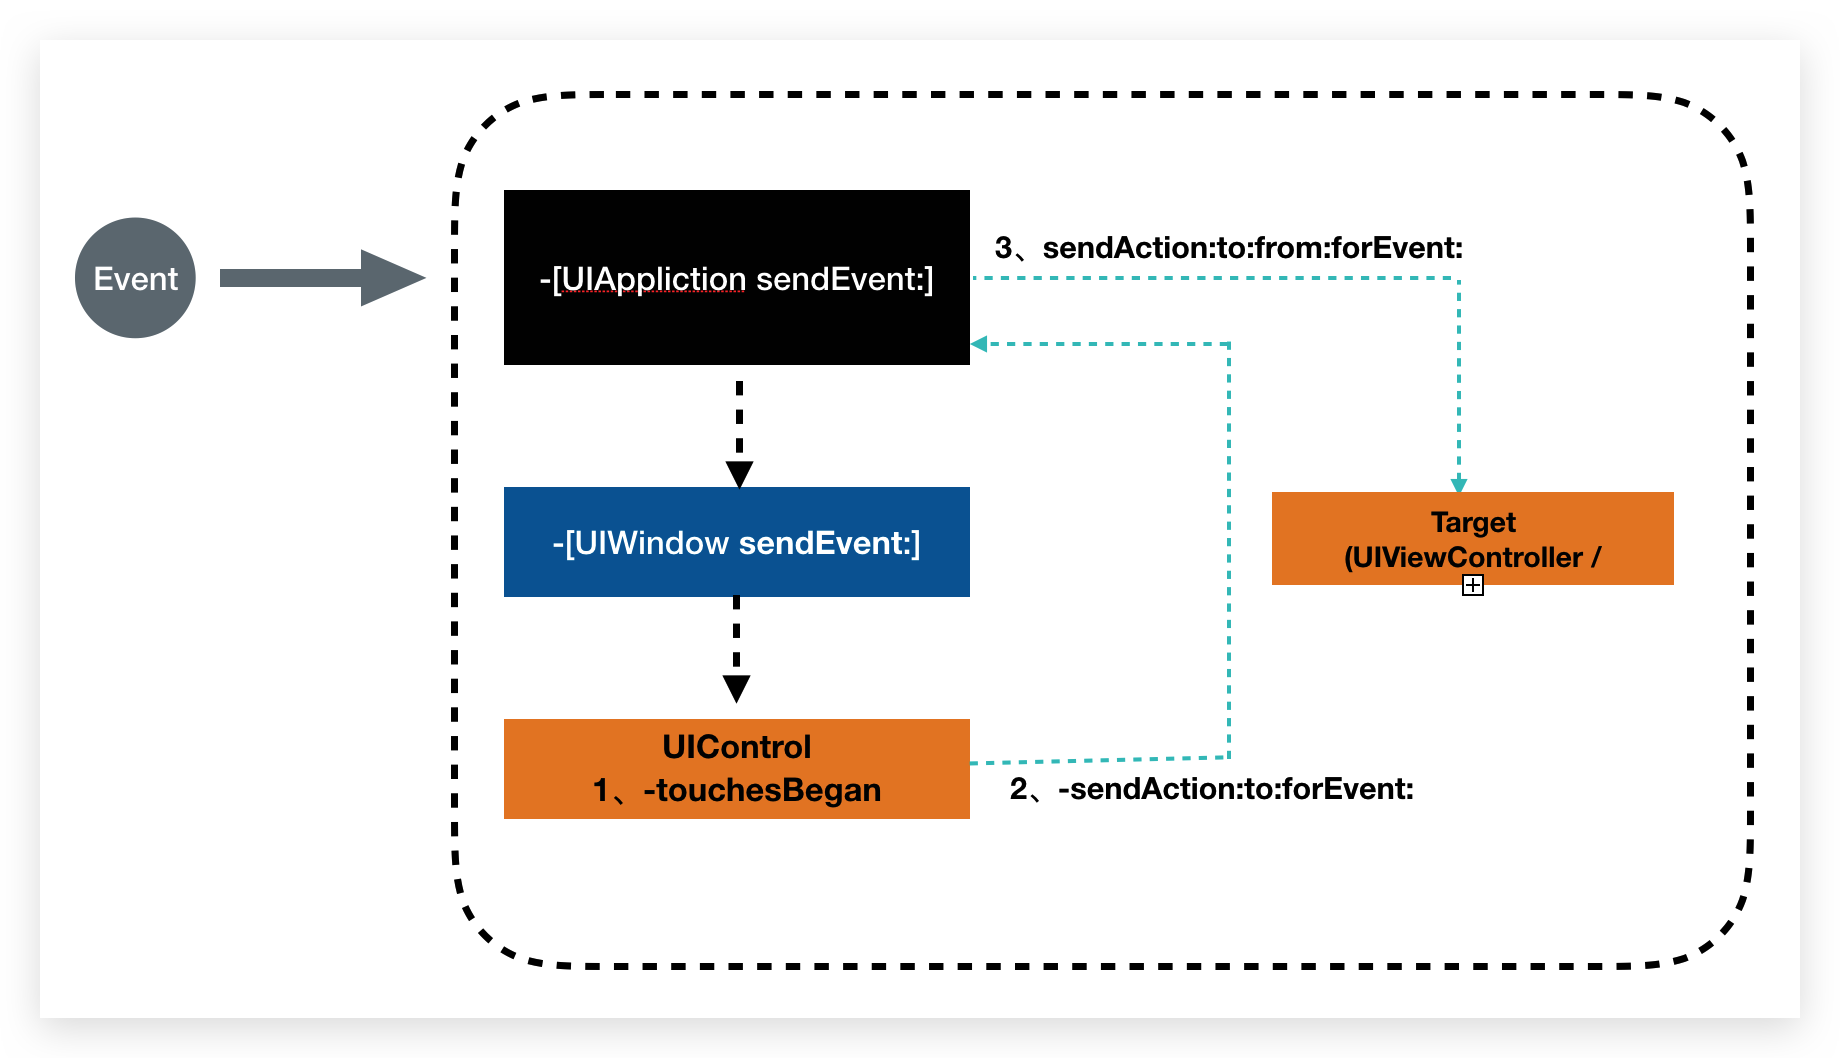 Event
-[UIAppliction sendEvent:]
3、sendAction:to:from:forEvent:
-[UIWindow sendEvent:]
Target
(UIViewController /
UIControl
1、-touchesBegan
2、-sendAction:to:forEvent: